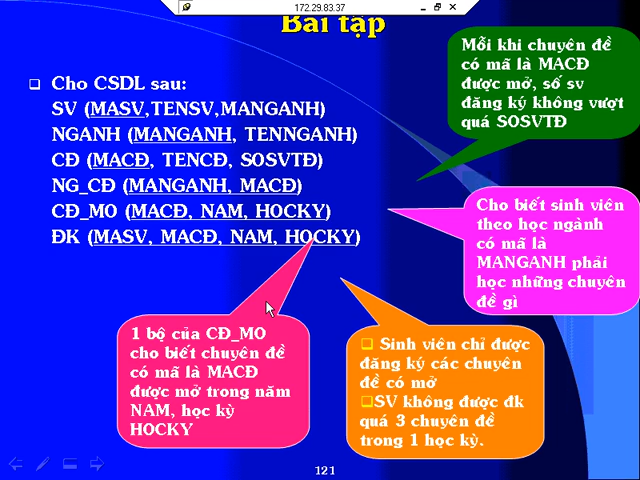 172.29.83.37
Bài tập
Cho CSDL sau:
SV (MASV,TENSV,MANGANH)
NGANH (MANGANH, TENNGANH)
CĐ (MACĐ, TENCĐ, SOSVTĐ)
NG_CĐ (MANGANH, MACĐ)
CĐ_MO (MACĐ, NAM, HOCKY)
ĐK (MASV, MACĐ, NAM, HOCKY)
Mỗi khi chuyên đề
có mã là MACĐ
được mở, số sv
đăng ký không vượt
quá SOSVTĐ
Cho biết sinh viên
theo học ngành
có mã là
MANGANH phải
học những chuyên
đề gì
1 bộ của CĐ_MO
cho biết chuyên đề
có mã là MACĐ
được mở trong năm
NAM, học kỳ
HOCKY
Sinh viên chỉ được
đăng ký các chuyên
đề có mở
SV không được đk
quá 3 chuyên đề
trong 1 học kỳ.
121